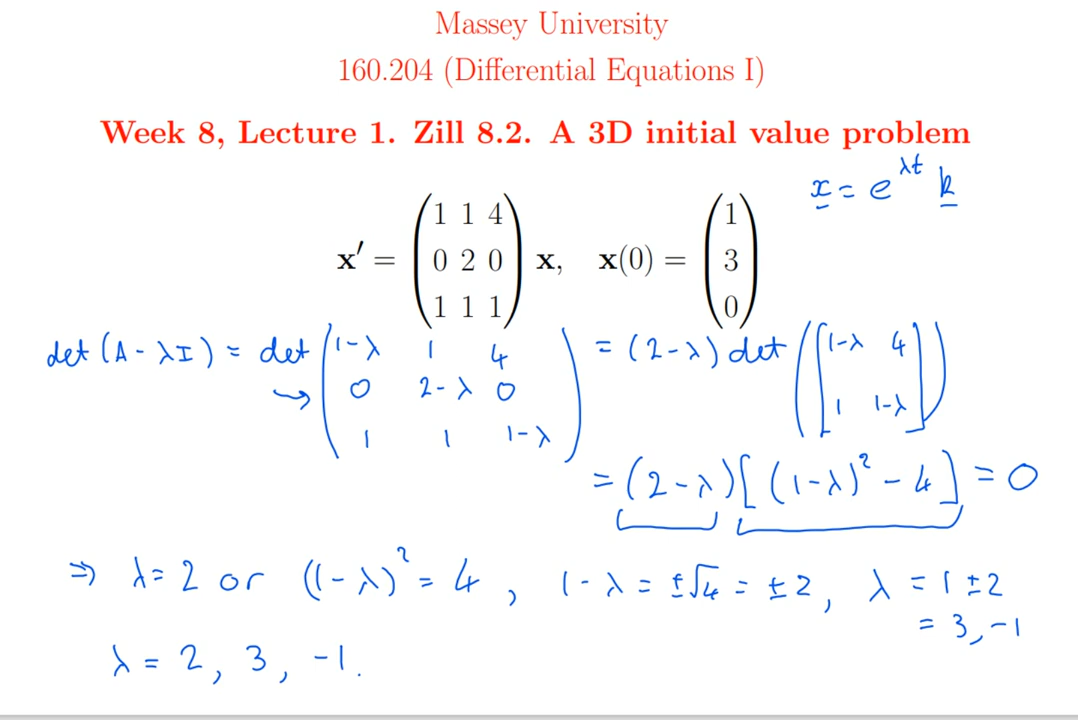 Massey University
160.204 (Differential Equations I)
Week 8, Lecture 1. Zill 8.2. A 3D initial value problem
x = e^λt k
x′ = (1 1 4; 0 2 0; 1 1 1) x, x(0) = (1; 3; 0)
det (A - λI) = det (1-λ 1 4; 0 2-λ 0; 1 1 1-λ) = (2-λ) det ([1-λ 4; 1 1-λ])
→
= (2-λ)[(1-λ)² - 4] = 0
⇒ λ = 2 or (1-λ)² = 4, 1-λ = ±√4 = ±2, λ = 1 ± 2
= 3, -1
λ = 2, 3, -1.